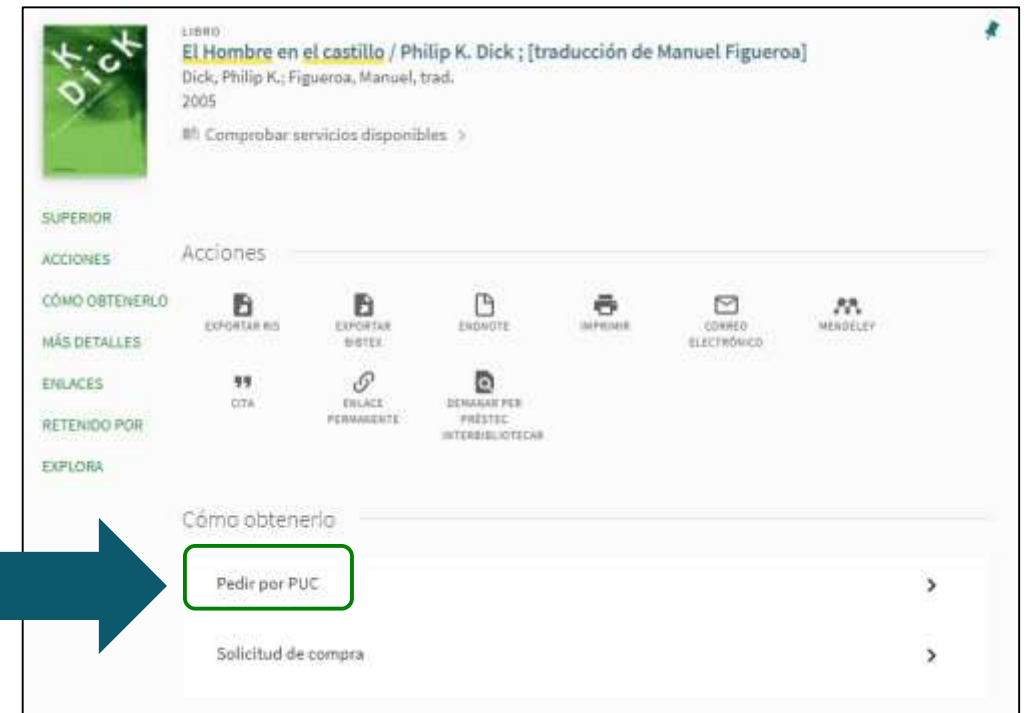 K.
Dick
LIBRO
El Hombre en el castillo / Philip K. Dick ; [traducción de Manuel Figueroa]
Dick, Philip K.; Figueroa, Manuel, trad.
2005
Comprobar servicios disponibles >
SUPERIOR
ACCIONES
CÓMO OBTENERLO
MÁS DETALLES
ENLACES
RETENIDO POR
EXPLORA
Acciones
EXPORTAR RIS
EXPORTAR
BIBTEX
ENDNOTE
IMPRIMIR
CORREO
ELECTRÓNICO
MENDELEY
CITA
ENLACE
PERMANENTE
DEMANAR PER
PRÉSTEC
INTERBIBLIOTECARI
Cómo obtenerlo
Pedir por PUC
Solicitud de compra